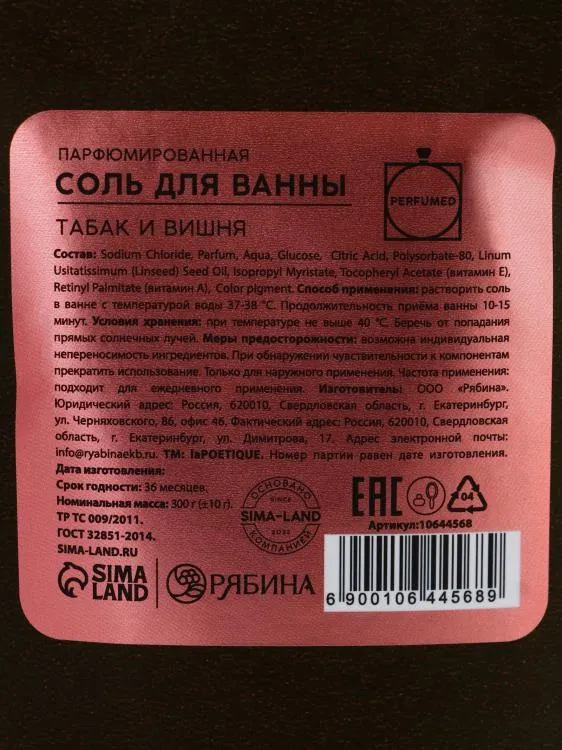 ПАРФЮМИРОВАННАЯ
СОЛЬ ДЛЯ ВАННЫ
ТАБАК И ВИШНЯ
PERFUMED
Состав: Sodium Chloride, Parfum, Aqua, Glucose, Citric Acid, Polysorbate-80, Linum
Usitatissimum (Linseed) Seed Oil, Isopropyl Myristate, Tocopheryl Acetate (витамин Е),
Retinyl Palmitate (витамин А), Color pigment. Способ применения: растворить соль
в ванне с температурой воды 37-38 °С. Продолжительность приёма ванны 10-15
минут. Условия хранения: при температуре не выше 40 °С. Беречь от попадания
прямых солнечных лучей. Меры предосторожности: возможна индивидуальная
непереносимость ингредиентов. При обнаружении чувствительности к компонентам
прекратить использование. Только для наружного применения. Частота применения:
подходит для ежедневного применения. Изготовитель: ООО «Рябина».
Юридический адрес: Россия, 620010, Свердловская область, г. Екатеринбург,
ул. Черняховского, 86, офис 46, Фактический адрес: Россия, 620010, Свердловская
область, г. Екатеринбург, ул. Димитрова, 17. Адрес электронной почты:
info@ryabinaekb.ru. ТМ: laPOETIQUE. Номер партии равен дате изготовления.
Дата изготовления:
Срок годности: 36 месяцев.
Номинальная масса: 300 г (±10 г).
ТР ТС 009/2011.
ГОСТ 32851-2014.
SIMA-LAND.RU
ОСНОВАНО
SINCE
SIMA-LAND
КОМПАНИЕЙ
EAC
04
Артикул:10644568
SIMA
LAND
РЯБИНА
6 900106 445689